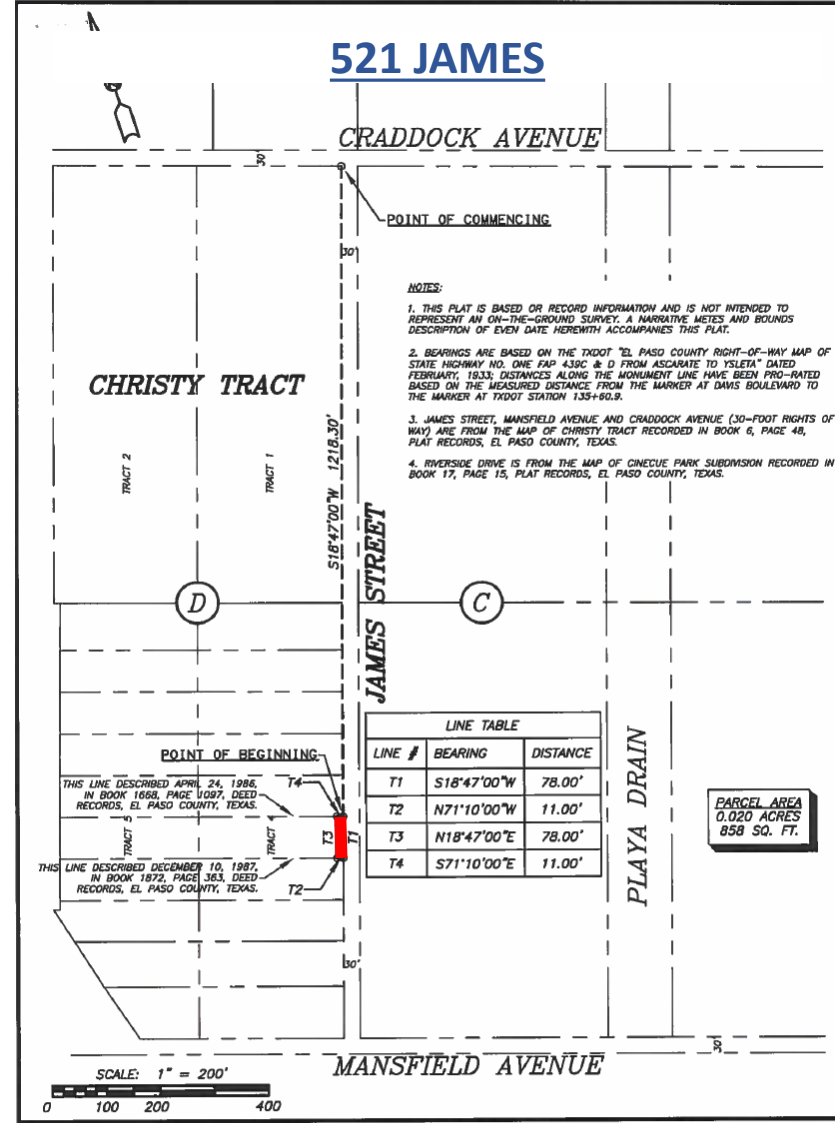 521 JAMES
CRADDOCK AVENUE
30'
POINT OF COMMENCING
30'
NOTES:
1. THIS PLAT IS BASED OR RECORD INFORMATION AND IS NOT INTENDED TO
REPRESENT AN ON-THE-GROUND SURVEY. A NARRATIVE METES AND BOUNDS
DESCRIPTION OF EVEN DATE HEREWITH ACCOMPANIES THIS PLAT.
2. BEARINGS ARE BASED ON THE TXDOT "EL PASO COUNTY RIGHT-OF-WAY MAP OF
STATE HIGHWAY NO. ONE FAP 439C & D FROM ASCARATE TO YSLETA" DATED
FEBRUARY, 1933; DISTANCES ALONG THE MONUMENT LINE HAVE BEEN PRO-RATED
BASED ON THE MEASURED DISTANCE FROM THE MARKER AT DAVIS BOULEVARD TO
THE MARKER AT TXDOT STATION 135+60.9.
3. JAMES STREET, MANSFIELD AVENUE AND CRADDOCK AVENUE (30-FOOT RIGHTS OF
WAY) ARE FROM THE MAP OF CHRISTY TRACT RECORDED IN BOOK 6, PAGE 48,
PLAT RECORDS, EL PASO COUNTY, TEXAS.
4. RIVERSIDE DRIVE IS FROM THE MAP OF CINECUE PARK SUBDIVISION RECORDED IN
BOOK 17, PAGE 15, PLAT RECORDS, EL PASO COUNTY, TEXAS.
CHRISTY TRACT
TRACT 2
TRACT 1
S18°47'00"W 1218.30'
JAMES STREET
D
C
LINE TABLE
LINE # BEARING DISTANCE
T1 S18°47'00"W 78.00'
T2 N71°10'00"W 11.00'
T3 N18°47'00"E 78.00'
T4 S71°10'00"E 11.00'
POINT OF BEGINNING
THIS LINE DESCRIBED APRIL 24, 1986,
IN BOOK 1668, PAGE 1097, DEED
RECORDS, EL PASO COUNTY, TEXAS.
T4
TRACT 5
TRACT 4
T3
T1
THIS LINE DESCRIBED DECEMBER 10, 1987,
IN BOOK 1872, PAGE 363, DEED
RECORDS, EL PASO COUNTY, TEXAS.
T2
PLAYA DRAIN
PARCEL AREA
0.020 ACRES
858 SQ. FT.
30'
30'
MANSFIELD AVENUE
SCALE: 1" = 200'
0 100 200 400